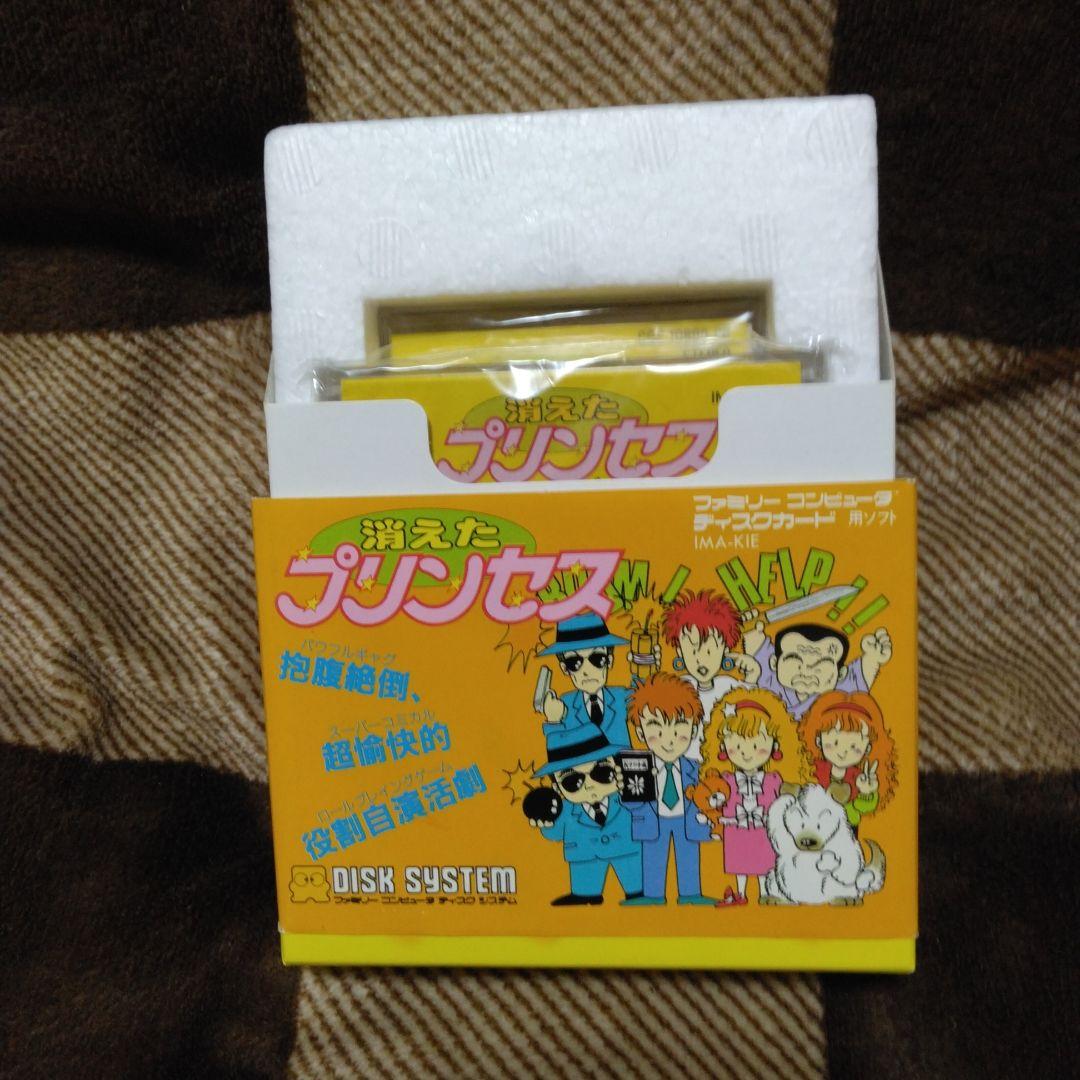 消えた
プリンセス
ファミリー コンピュータ
ディスクカード 用ソフト
IMA-KIE
消えた
プリンセス
HELP!!!
パワフルギャグ
抱腹絶倒、
スーパーコミカル
超愉快的
ロールプレイングゲーム
役割自演活劇
DISK SYSTEM
ファミリー コンピュータ ディスク システム